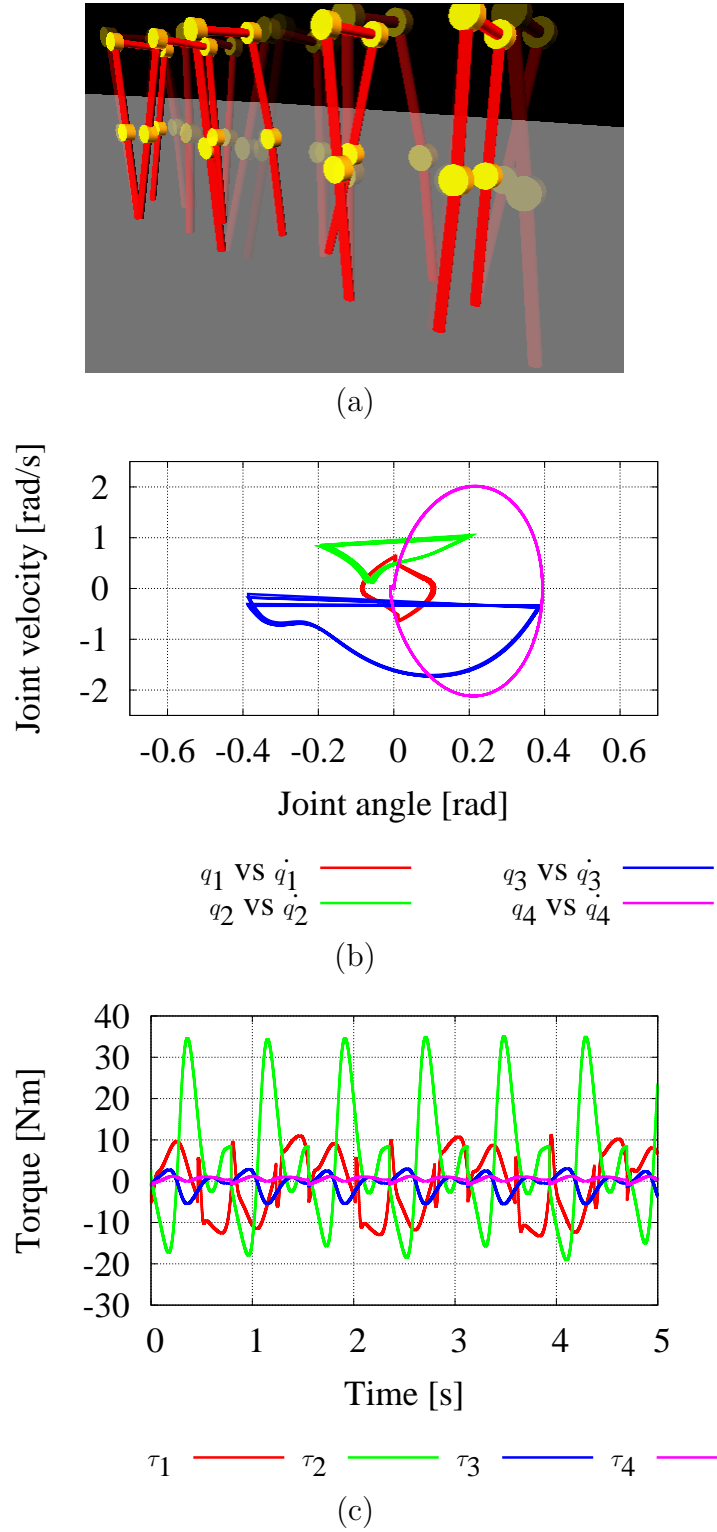 (a)
Joint velocity [rad/s]
2
1
0
-1
-2
-0.6 -0.4 -0.2 0 0.2 0.4 0.6
Joint angle [rad]
q₁ vs q̇₁
q₃ vs q̇₃
q₂ vs q̇₂
q₄ vs q̇₄
(b)
Torque [Nm]
40
30
20
10
0
-10
-20
-30
0 1 2 3 4 5
Time [s]
τ₁ τ₂ τ₃ τ₄
(c)